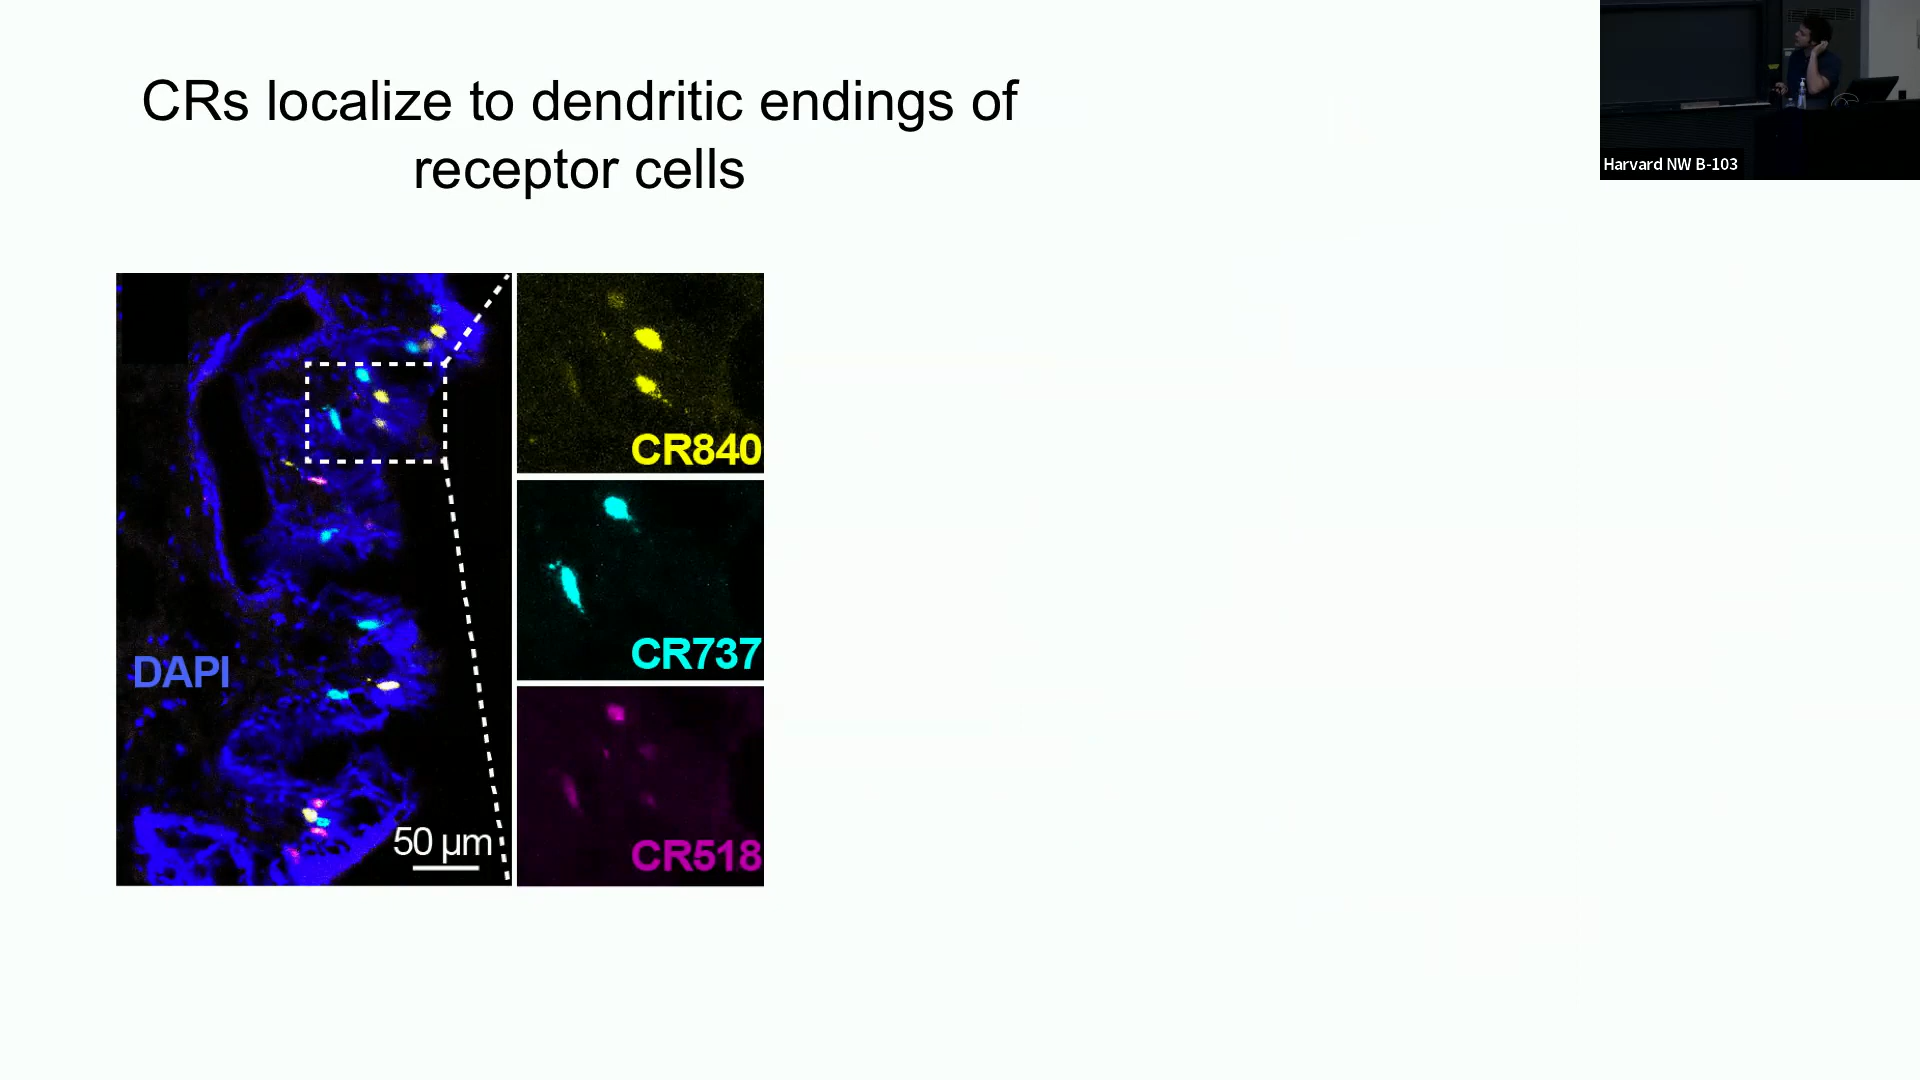 CRs localize to dendritic endings of
receptor cells
Harvard NW B-103
CR840
CR737
DAPI
50 µm
CR518